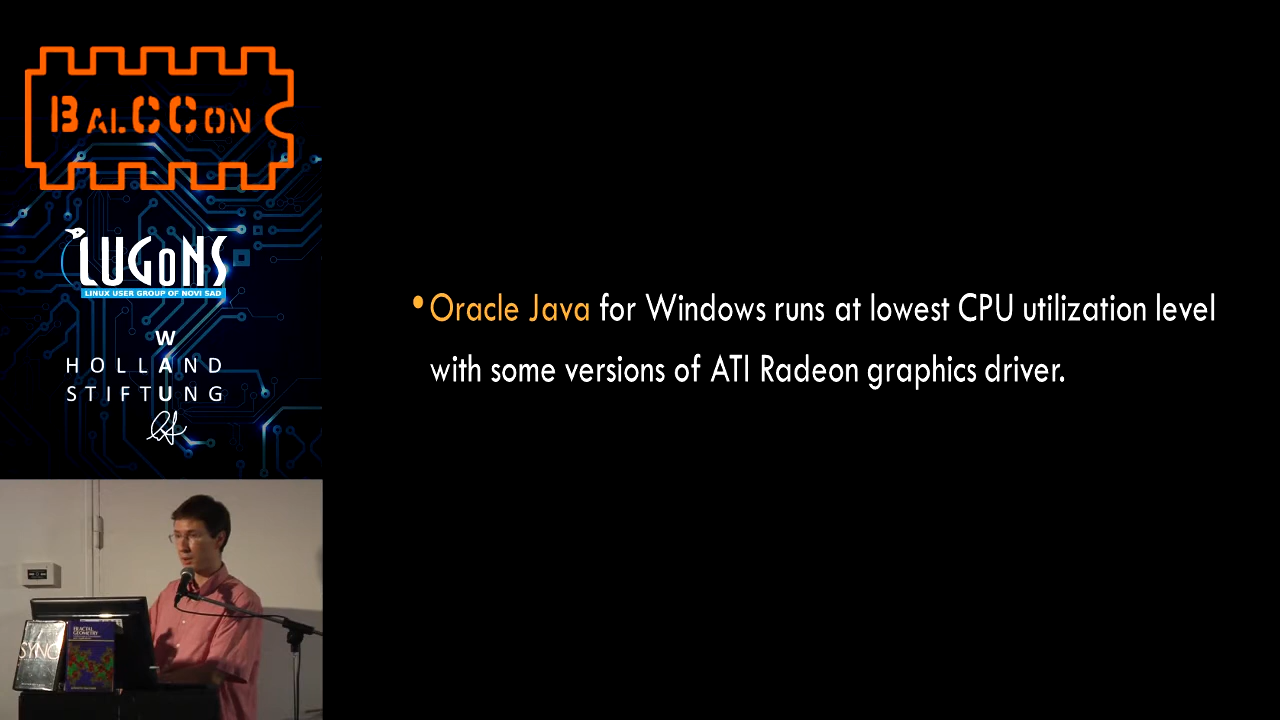 BALCCON
LUGONS
LINUX USER GROUP OF NOVI SAD
W
HOLLAND
STIFTUNG
• Oracle Java for Windows runs at lowest CPU utilization level
with some versions of ATI Radeon graphics driver.
SYNC
FRACTAL
GEOMETRY